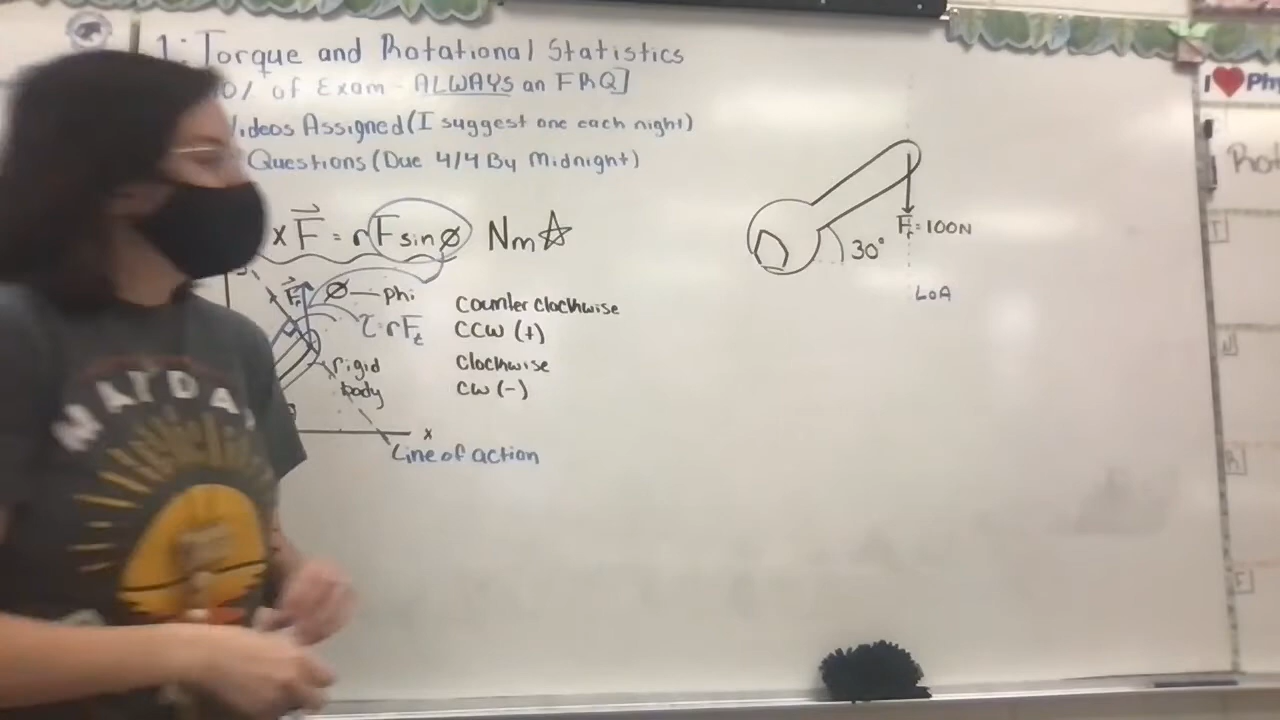 1: Torque and Rotational Statistics
0% of Exam - ALWAYS an FRQ]
Videos Assigned (I suggest one each night)
Questions (Due 4/4 By Midnight)
x F = rFsinø Nm☆
F
ø — phi
τ=rFt
rigid
body
x
Line of action
Counter clockwise
CCW (+)
Clockwise
CW (-)
30°
= 100N
LoA
I ❤ Phy
Rot
T
F
MAYDAY